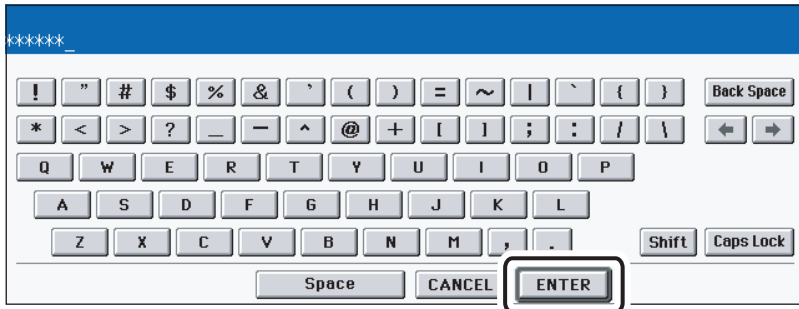 ******_
! " # $ % & ' ( ) = ~ | ` { } Back Space
* < > ? _ - ^ @ + [ ] ; : / \ ← →
Q W E R T Y U I O P
A S D F G H J K L
Z X C V B N M , . Shift Caps Lock
Space CANCEL ENTER